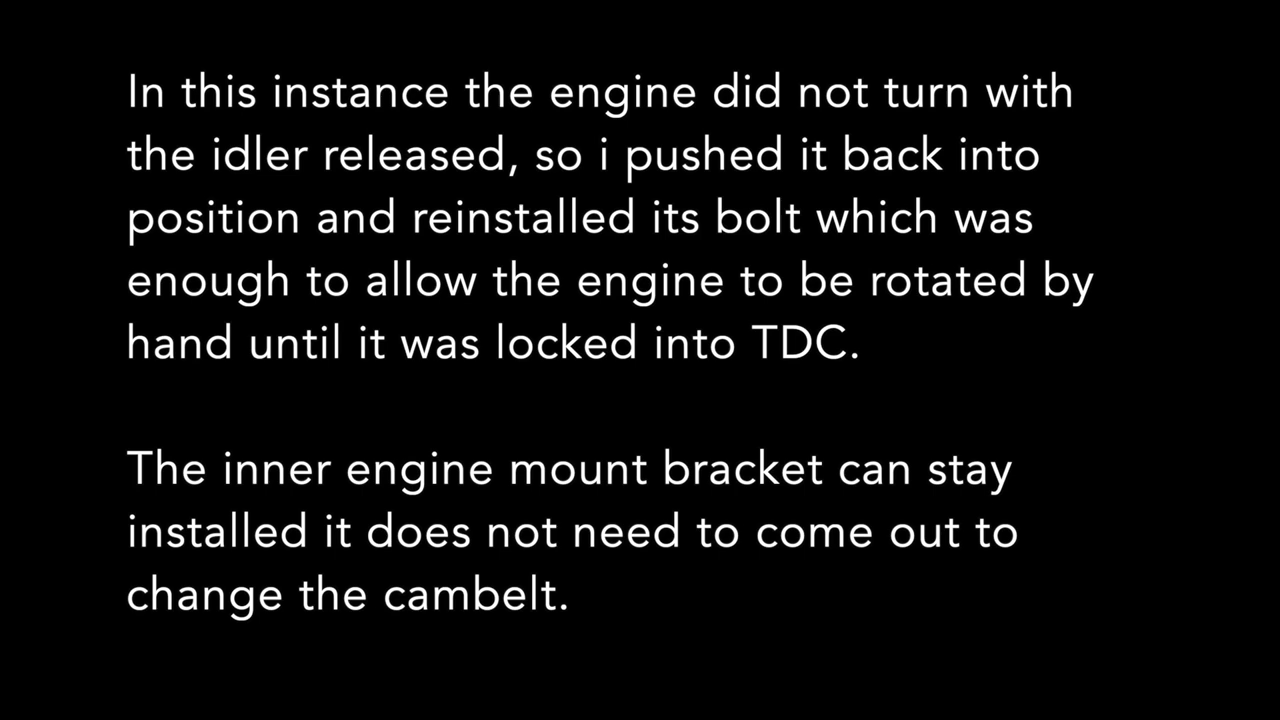 In this instance the engine did not turn with
the idler released, so i pushed it back into
position and reinstalled its bolt which was
enough to allow the engine to be rotated by
hand until it was locked into TDC.
The inner engine mount bracket can stay
installed it does not need to come out to
change the cambelt.